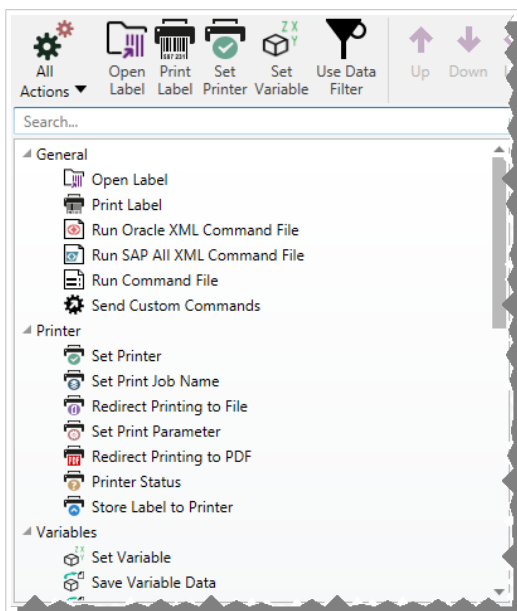 All
Actions
Open
Label
Print
Label
Set
Printer
Set
Variable
Use Data
Filter
Up
Down
Search...
General
Open Label
Print Label
Run Oracle XML Command File
Run SAP AII XML Command File
Run Command File
Send Custom Commands
Printer
Set Printer
Set Print Job Name
Redirect Printing to File
Set Print Parameter
Redirect Printing to PDF
Printer Status
Store Label to Printer
Variables
Set Variable
Save Variable Data